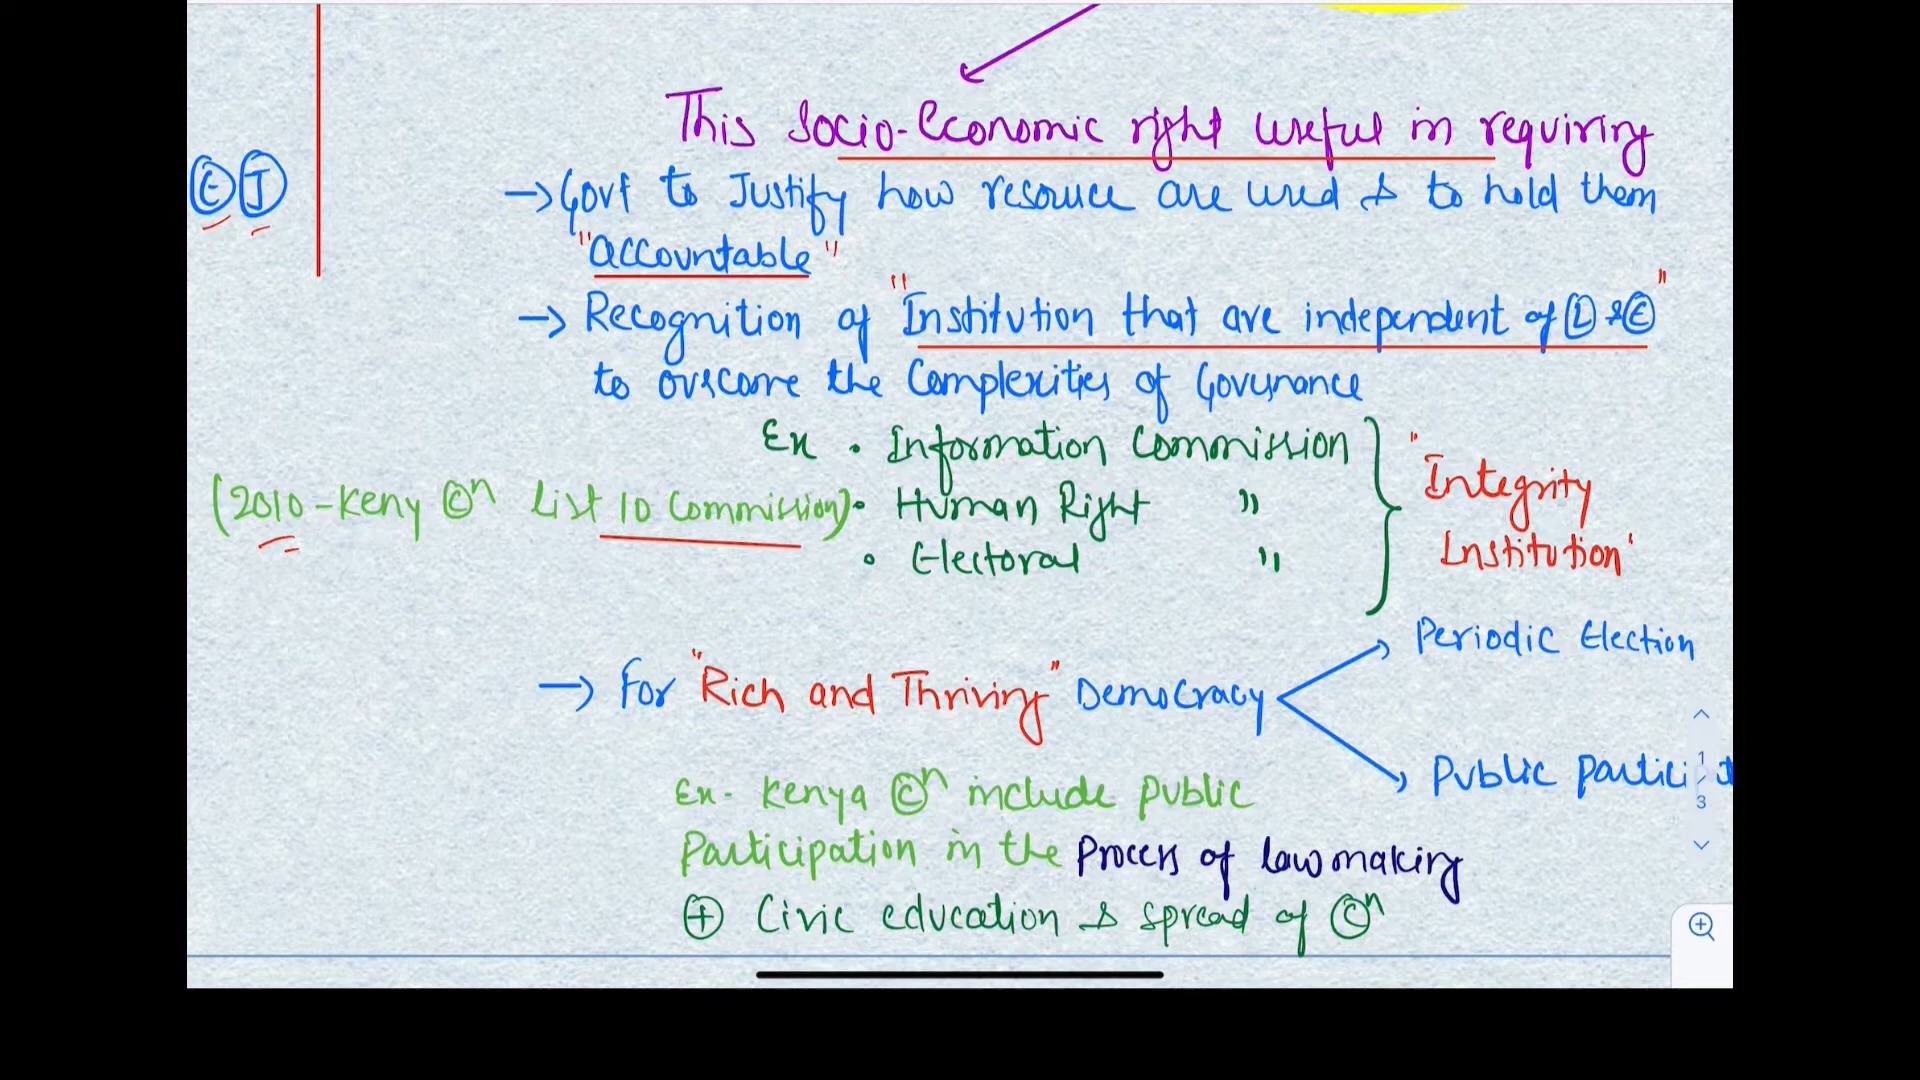 This Socio-Economic right useful in requiring
Ⓔ Ⓙ
→ Govt to Justify how resource are used & to hold them
"Accountable"
→ Recognition of "Institution that are independent of Ⓛ & Ⓔ"
to overcome the Complexities of Governance
Ex • Information Commission
(2010 - Keny ©n List 10 Commission) • Human Right "
• Electoral "
"Integrity
Institution'
→ For "Rich and Thriving" Democracy
Periodic Election
Public partici
Ex - Kenya ©n include public
Participation in the Process of law making
⊕ Civic education & spread of ©n
1
3